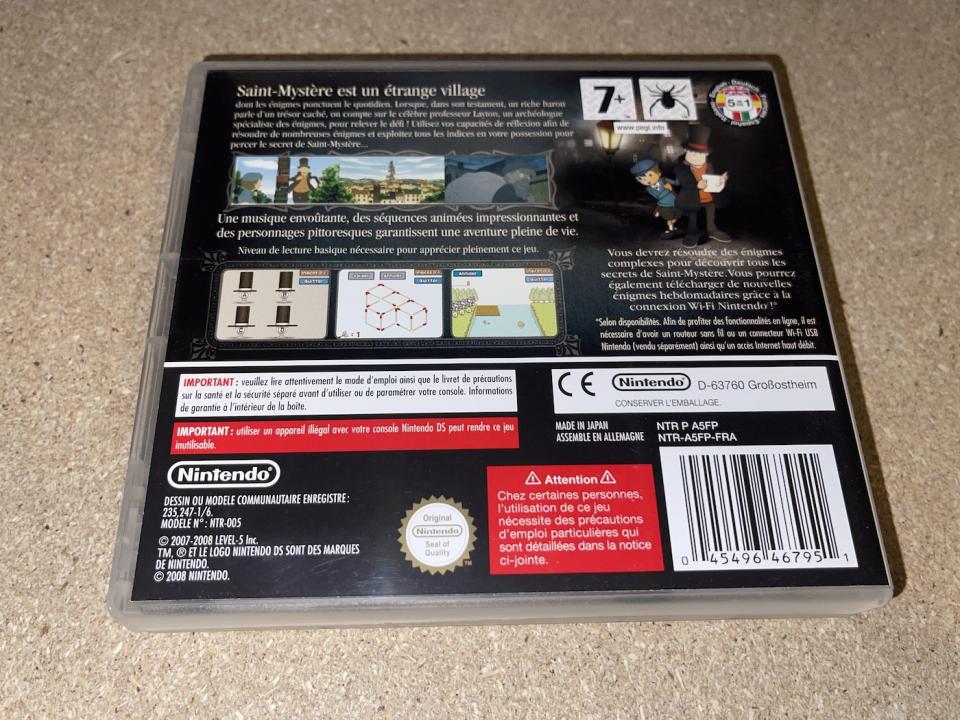 Saint-Mystère est un étrange village
dont les énigmes ponctuent le quotidien. Lorsque, dans son testament, un riche baron
parle d'un trésor caché, on compte sur le célèbre professeur Layton, un archéologue
spécialiste des énigmes, pour relever le défi ! Utilisez vos capacités de réflexion afin de
résoudre de nombreuses énigmes et exploitez tous les indices en votre possession pour
percer le secret de Saint-Mystère...
7+
www.pegi.info
English Deutsch
5in1
Une musique envoûtante, des séquences animées impressionnantes et
des personnages pittoresques garantissent une aventure pleine de vie.
Niveau de lecture basique nécessaire pour apprécier pleinement ce jeu.
Quitter
A
B
C
D
Annuler
Quitter
Annuler
Quitter
Vous devrez résoudre des énigmes
complexes pour découvrir tous les
secrets de Saint-Mystère. Vous pourrez
également télécharger de nouvelles
énigmes hebdomadaires grâce à la
connexion Wi-Fi Nintendo !*
*Selon disponibilités. Afin de profiter des fonctionnalités en ligne, il est
nécessaire d'avoir un routeur sans fil ou un connecteur Wi-Fi USB
Nintendo (vendu séparément) ainsi qu'un accès Internet haut débit.
IMPORTANT : veuillez lire attentivement le mode d'emploi ainsi que le livret de précautions
sur la santé et la sécurité séparé avant d'utiliser ou de paramétrer votre console. Informations
de garantie à l'intérieur de la boîte.
IMPORTANT : utiliser un appareil illégal avec votre console Nintendo DS peut rendre ce jeu
inutilisable.
CE Nintendo D-63760 Großostheim
CONSERVER L'EMBALLAGE.
MADE IN JAPAN
ASSEMBLE EN ALLEMAGNE
NTR P A5FP
NTR-A5FP-FRA
Nintendo
DESSIN OU MODELE COMMUNAUTAIRE ENREGISTRE :
235,247-1/6.
MODELE N° : NTR-005
© 2007-2008 LEVEL-5 Inc.
TM, ® ET LE LOGO NINTENDO DS SONT DES MARQUES
DE NINTENDO.
© 2008 NINTENDO.
Original
Nintendo
Seal of
Quality
TM
Attention
Chez certaines personnes,
l'utilisation de ce jeu
nécessite des précautions
d'emploi particulières qui
sont détaillées dans la notice
ci-jointe.
0 45496 46795 1